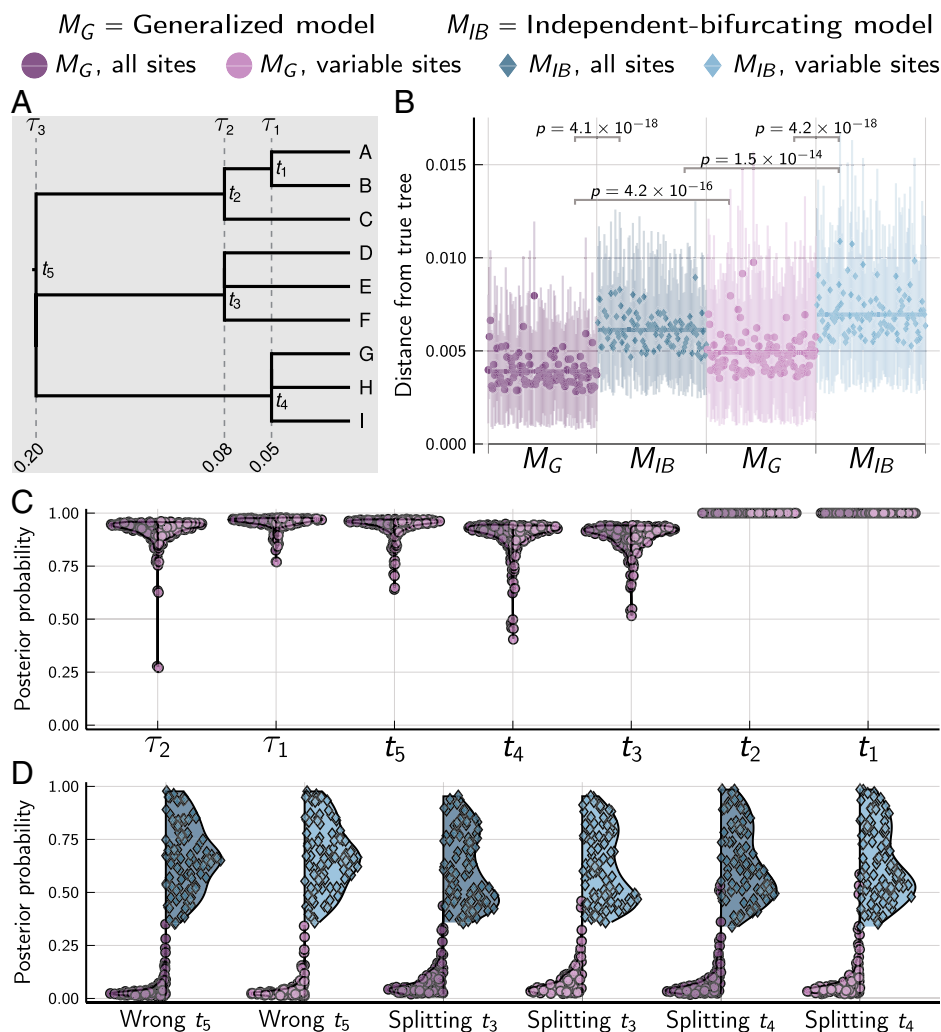 M_G = Generalized model M_IB = Independent-bifurcating model
M_G, all sites M_G, variable sites M_IB, all sites M_IB, variable sites
A
τ3 τ2 τ1
A
t1
B
t2
C
D
t5
E
t3
F
G
H
t4
I
0.20 0.08 0.05
B
p = 4.1 × 10^−18 p = 4.2 × 10^−18
p = 1.5 × 10^−14
p = 4.2 × 10^−16
Distance from true tree
0.015
0.010
0.005
0.000
M_G M_IB M_G M_IB
C
Posterior probability
1.00
0.75
0.50
0.25
0.00
τ2 τ1 t5 t4 t3 t2 t1
D
Posterior probability
1.00
0.75
0.50
0.25
0.00
Wrong t5 Wrong t5 Splitting t3 Splitting t3 Splitting t4 Splitting t4